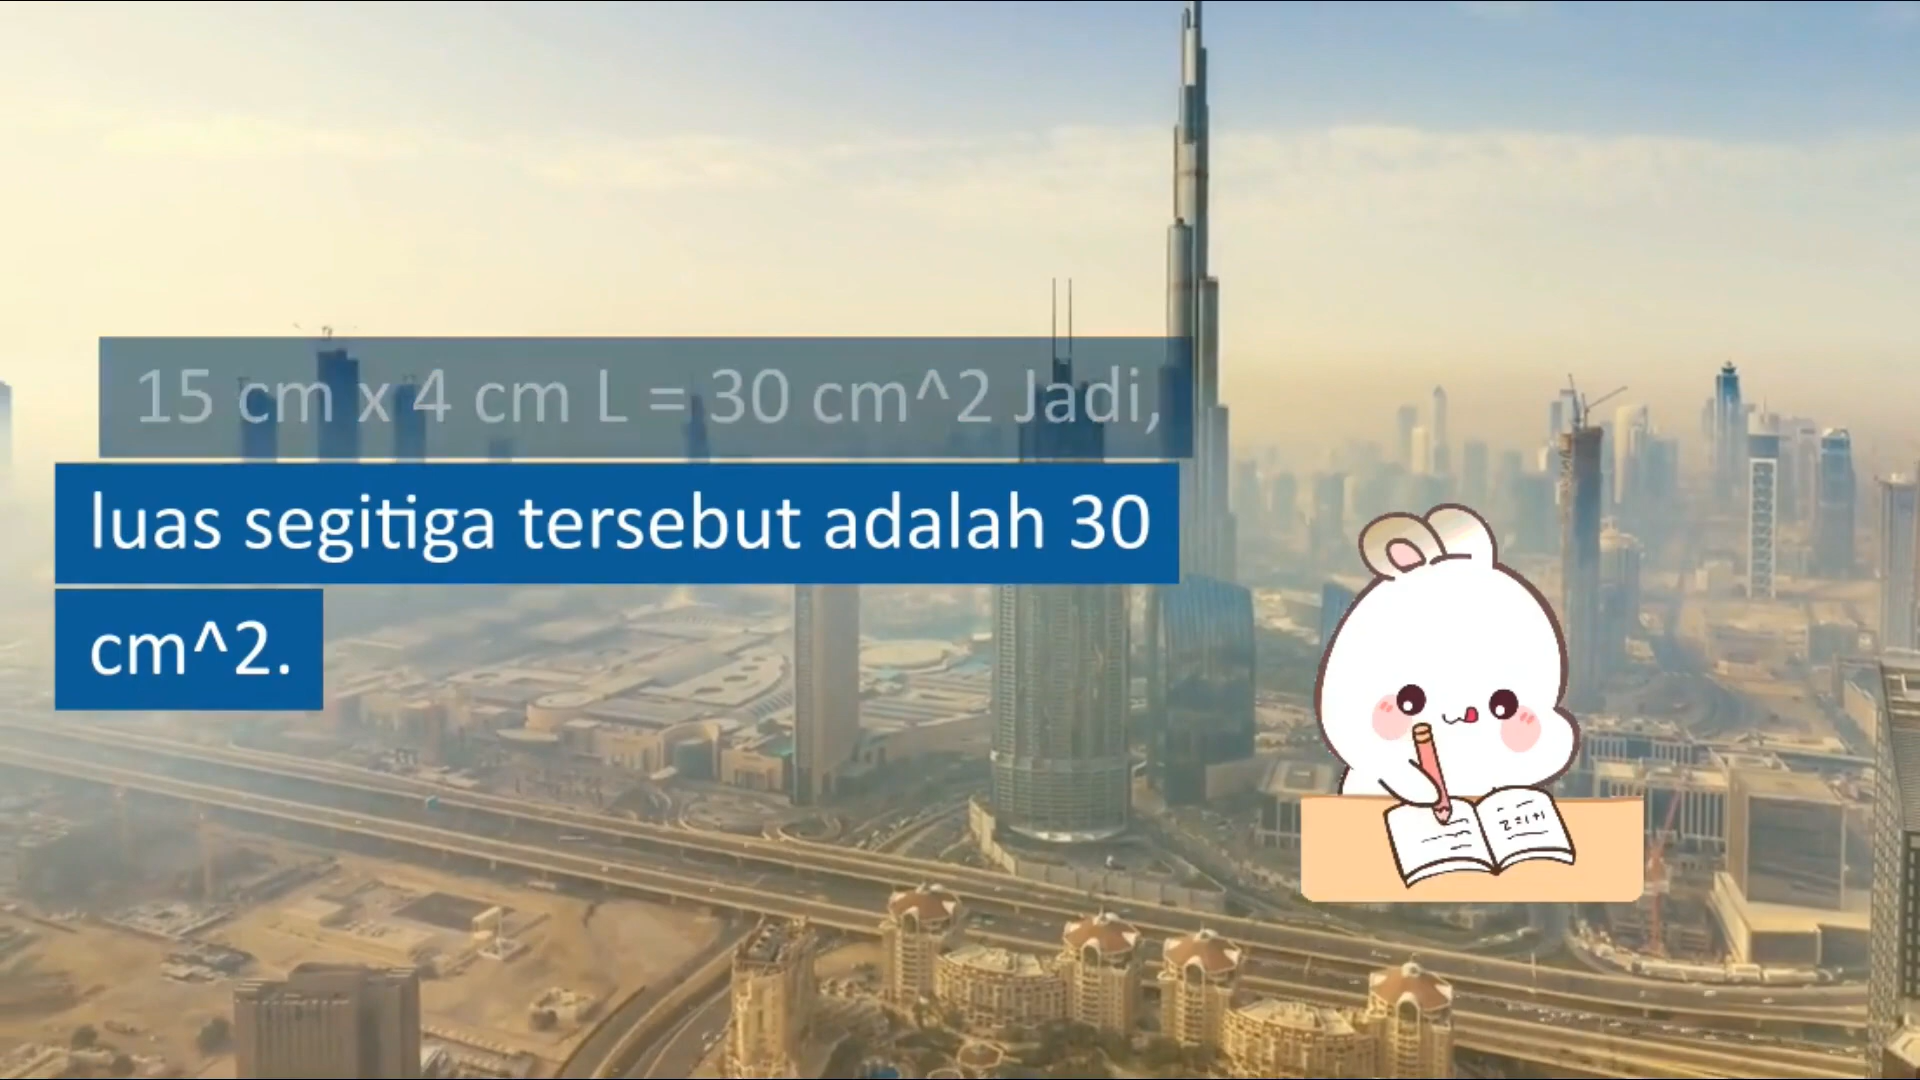 15 cm x 4 cm L = 30 cm^2 Jadi,
luas segitiga tersebut adalah 30
cm^2.